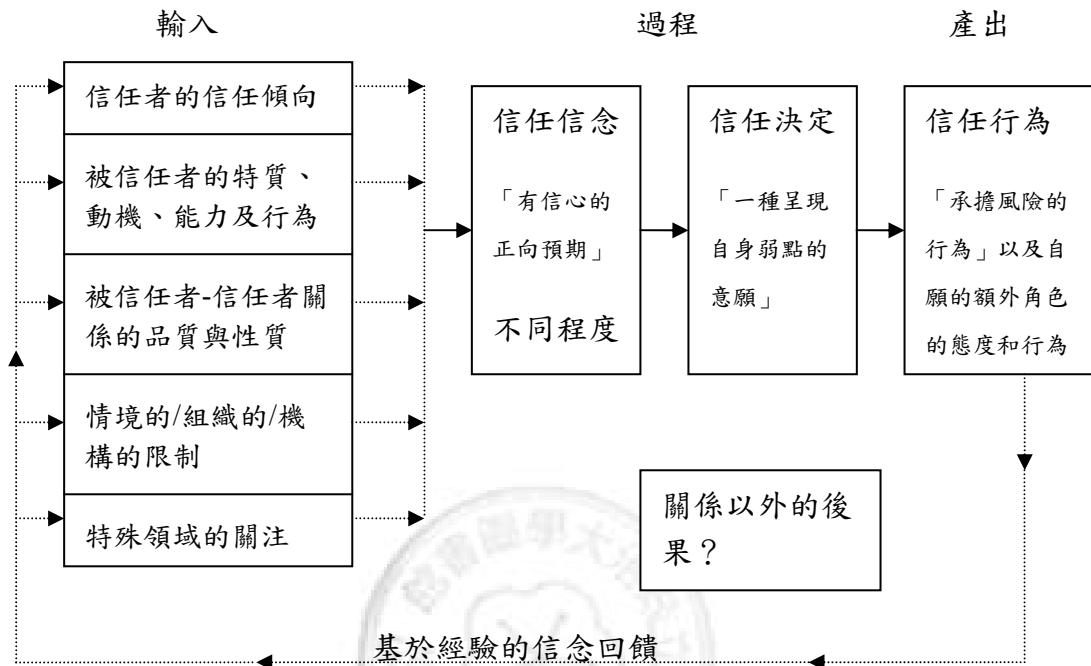 輸入
過程
產出
信任者的信任傾向
被信任者的特質、
動機、能力及行為
被信任者-信任者關
係的品質與性質
情境的/組織的/機
構的限制
特殊領域的關注
信任信念
「有信心的
正向預期」
不同程度
信任決定
「一種呈現
自身弱點的
意願」
信任行為
「承擔風險的
行為」以及自
願的額外角色
的態度和行為
關係以外的後
果？
基於經驗的信念回饋